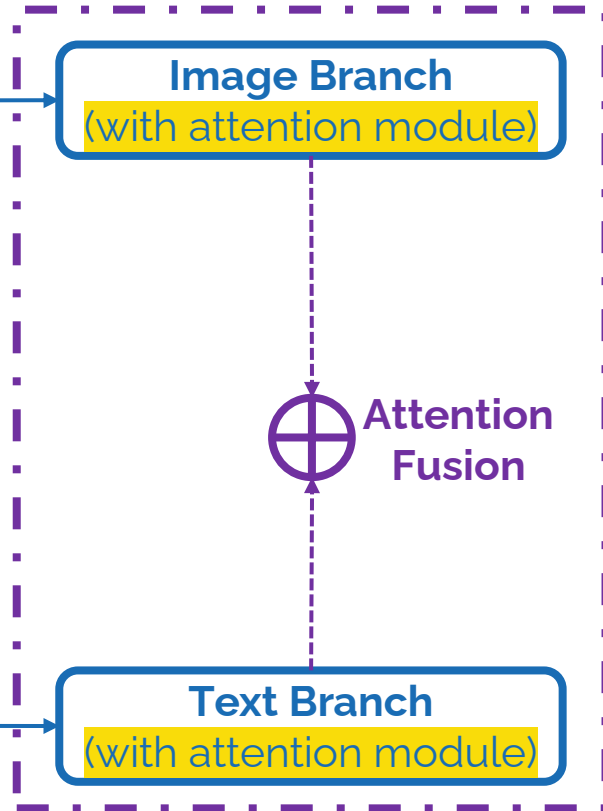 Image Branch
(with attention module)
Attention
Fusion
Text Branch
(with attention module)